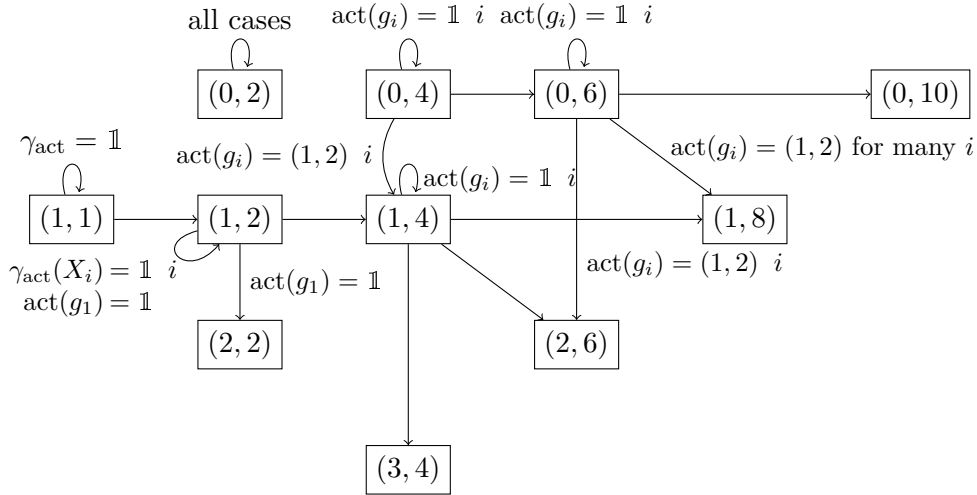 all cases
act(g_i) = 𝟙 i
act(g_i) = 𝟙 i
(0, 2)
(0, 4)
(0, 6)
(0, 10)
γ_act = 𝟙
act(g_i) = (1, 2) i
act(g_i) = (1, 2) for many i
act(g_i) = 𝟙 i
(1, 1)
(1, 2)
(1, 4)
(1, 8)
γ_act(X_i) = 𝟙 i
act(g_1) = 𝟙
act(g_1) = 𝟙
act(g_i) = (1, 2) i
(2, 2)
(2, 6)
(3, 4)